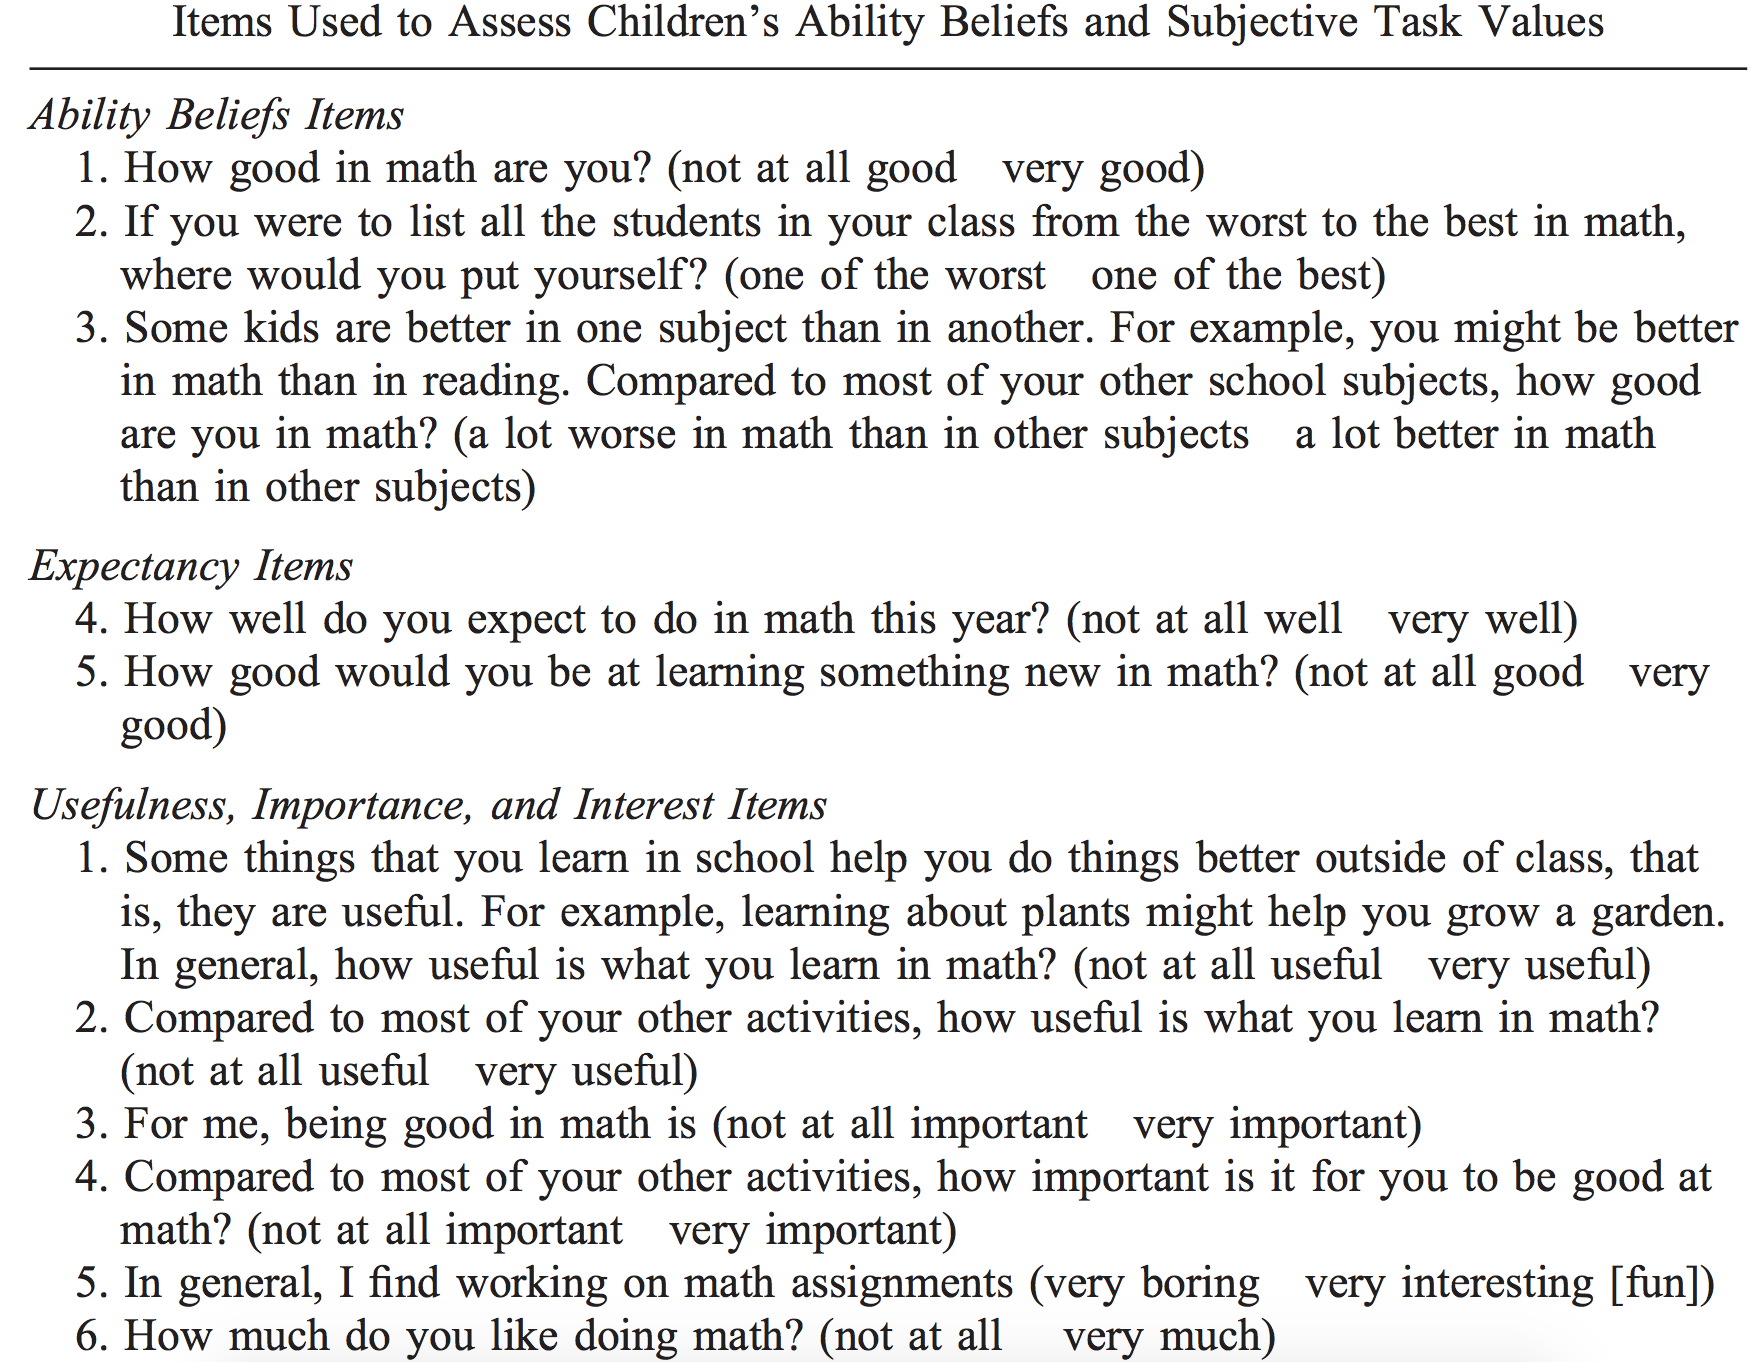 Items Used to Assess Children’s Ability Beliefs and Subjective Task Values
Ability Beliefs Items
1. How good in math are you? (not at all good very good)
2. If you were to list all the students in your class from the worst to the best in math,
where would you put yourself? (one of the worst one of the best)
3. Some kids are better in one subject than in another. For example, you might be better
in math than in reading. Compared to most of your other school subjects, how good
are you in math? (a lot worse in math than in other subjects a lot better in math
than in other subjects)
Expectancy Items
4. How well do you expect to do in math this year? (not at all well very well)
5. How good would you be at learning something new in math? (not at all good very
good)
Usefulness, Importance, and Interest Items
1. Some things that you learn in school help you do things better outside of class, that
is, they are useful. For example, learning about plants might help you grow a garden.
In general, how useful is what you learn in math? (not at all useful very useful)
2. Compared to most of your other activities, how useful is what you learn in math?
(not at all useful very useful)
3. For me, being good in math is (not at all important very important)
4. Compared to most of your other activities, how important is it for you to be good at
math? (not at all important very important)
5. In general, I find working on math assignments (very boring very interesting [fun])
6. How much do you like doing math? (not at all very much)